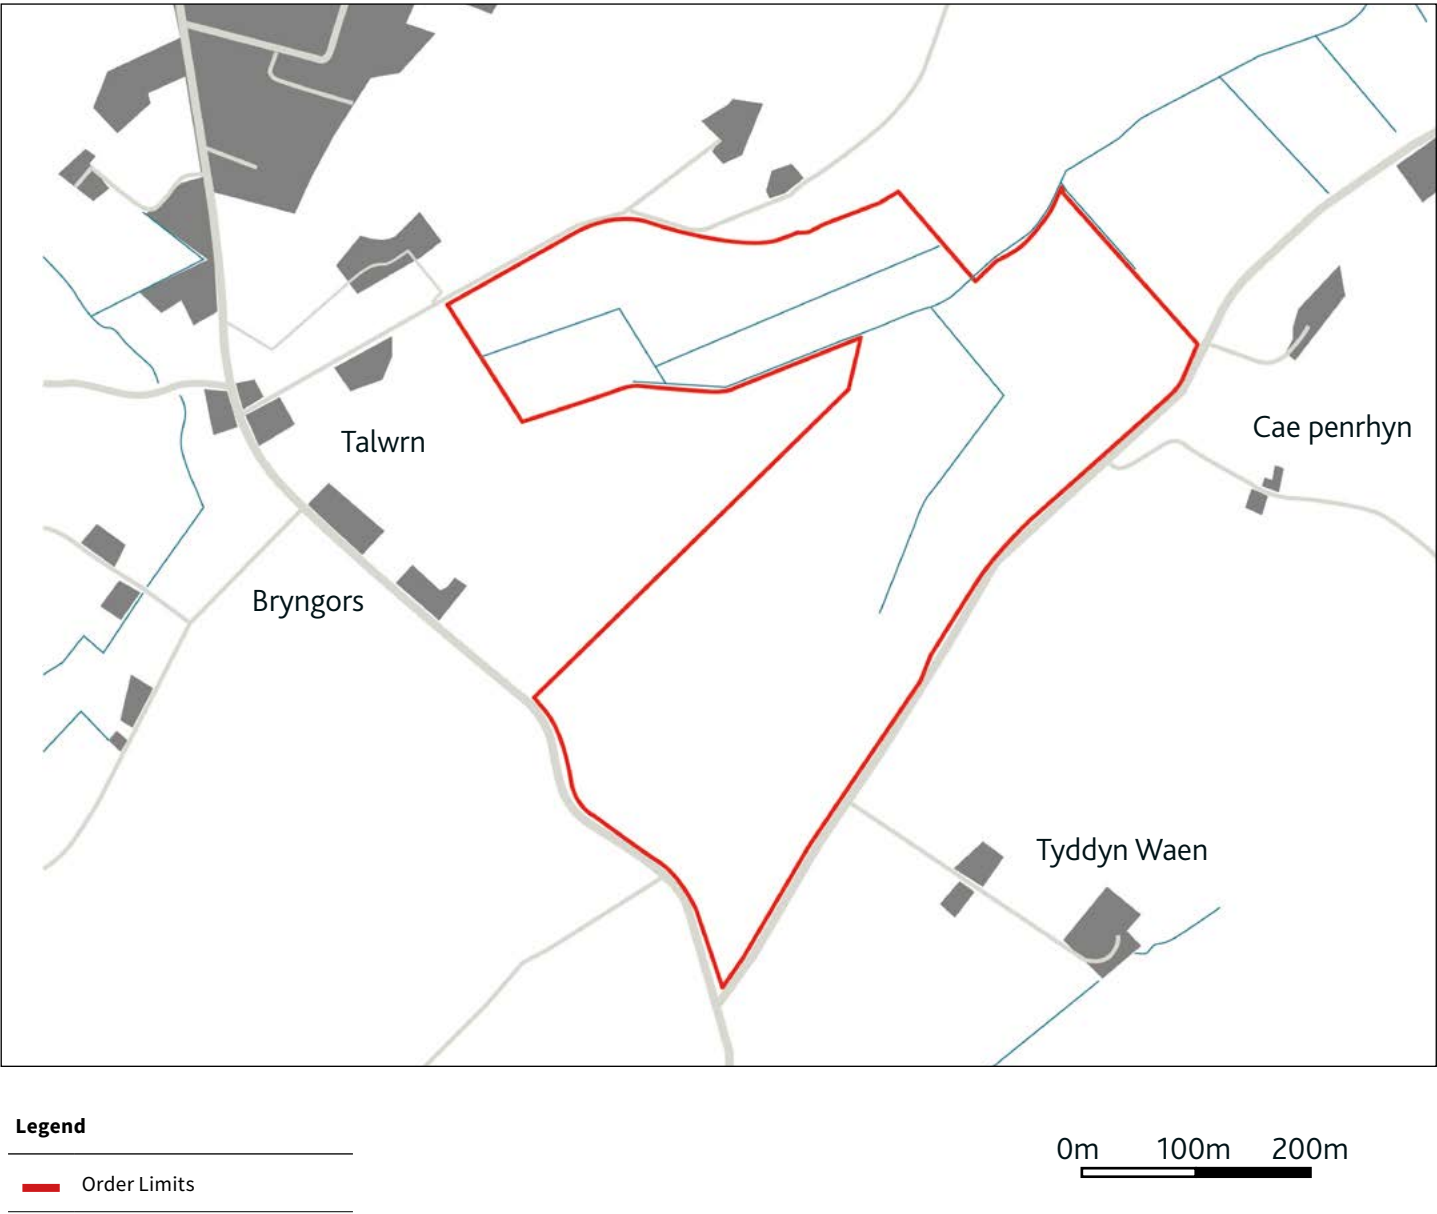 Talwrn
Cae penrhyn
Bryngors
Tyddyn Waen
Legend
Order Limits
0m 100m 200m